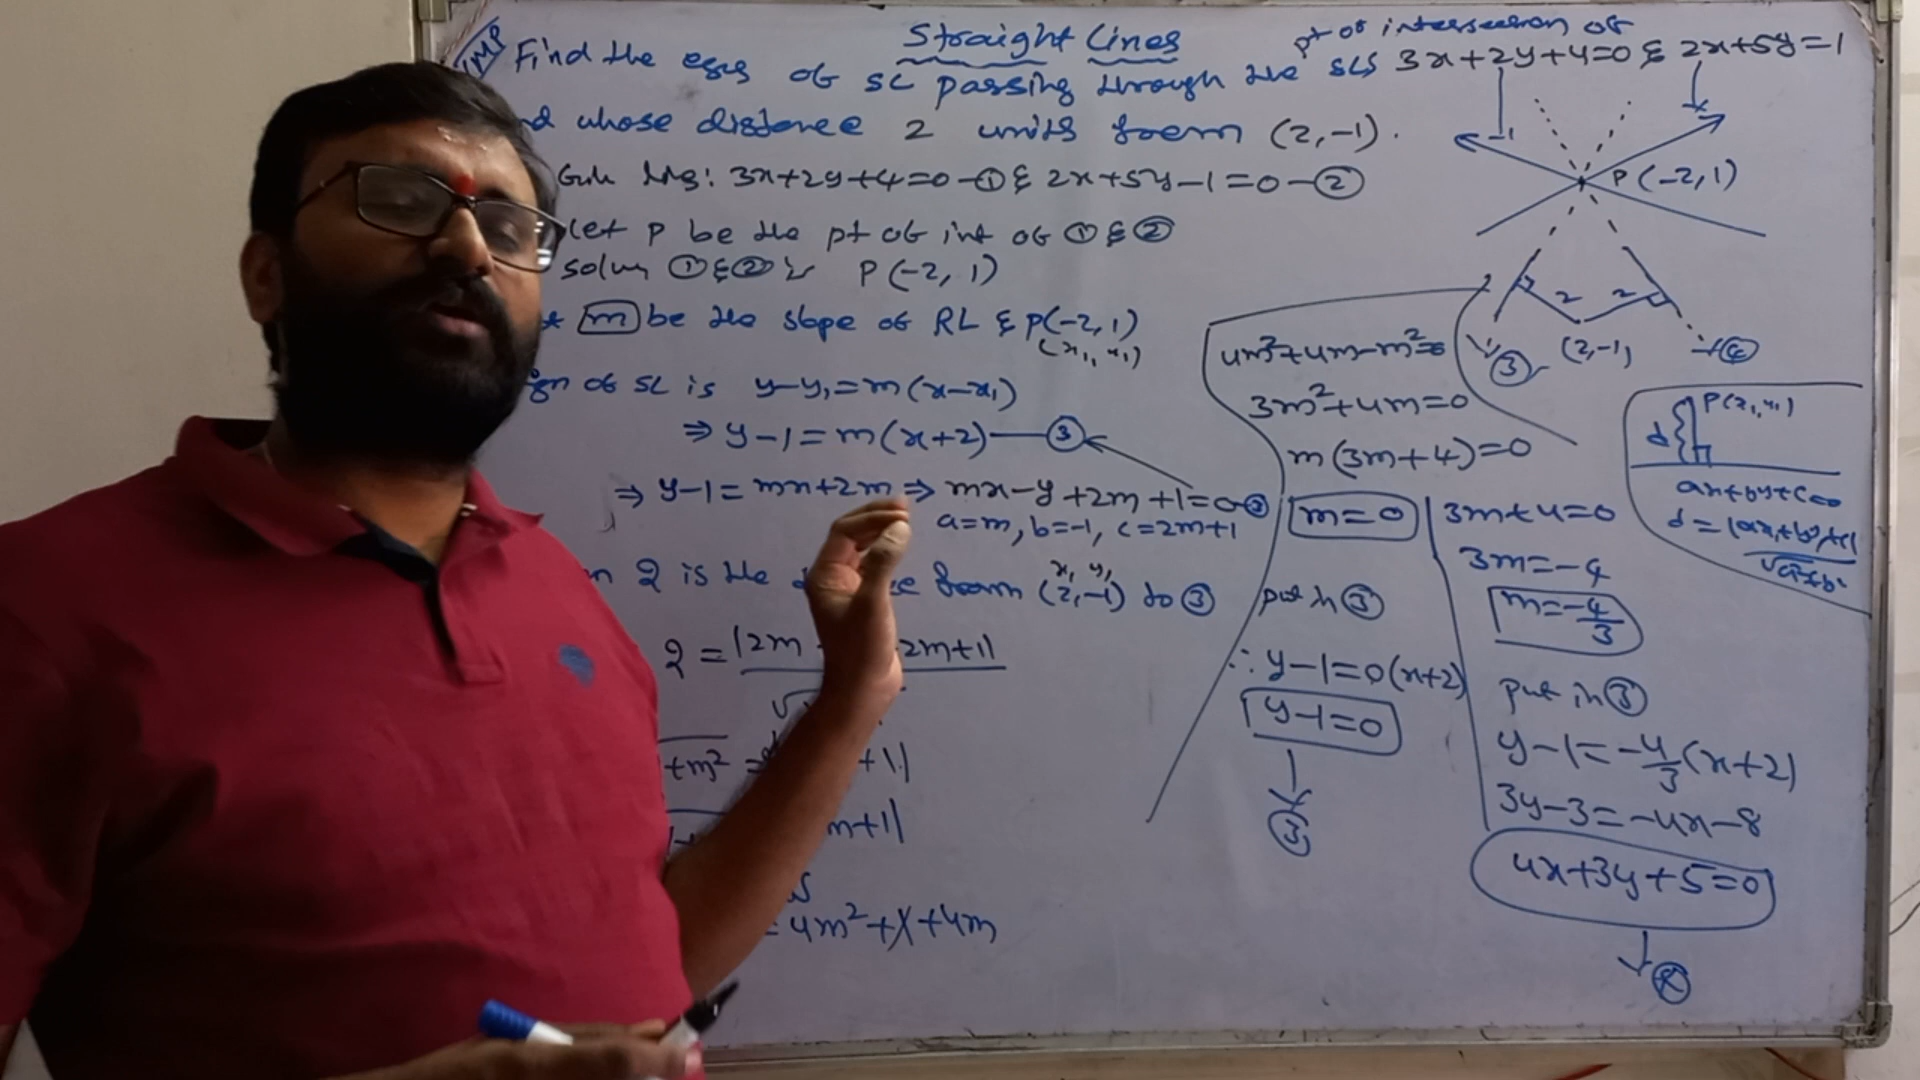 Straight Lines
IMP Find the eqns of SL passing through the pt of intersection of SLS 3x+2y+4=0 & 2x+5y=1
whose distance 2 units from (2,-1).
3x+2y+4=0-① & 2x+5y-1=0-②
Let P be the pt of int of ① & ②
solving ① & ② P(-2, 1)
m be the slope of RL & P(-2, 1)
(x₁, y₁)
of SL is y-y₁=m(x-x₁)
⇒ y-1=m(x+2)-③
⇒ y-1=mx+2m ⇒ mx-y+2m+1=0-③
a=m, b=-1, c=2m+1
2 is the from (2,-1) to ③
x₁ y₁
2=|2m 2m+1|
√
+m² = +1|
m+1|
=4m²+1+4m
4m²+4m-m²=0
3m²+4m=0
m(3m+4)=0
m=0
put in ③
∴ y-1=0(x+2)
y-1=0
③
3m+4=0
3m=-4
m=-4/3
put in ③
y-1=-4/3(x+2)
3y-3=-4x-8
4x+3y+5=0
④
P(-2,1)
2 2
③ (2,-1) ④
P(x₁,y₁)
d
ax+by+c=0
d=|ax₁+by₁+c|
√a²+b²